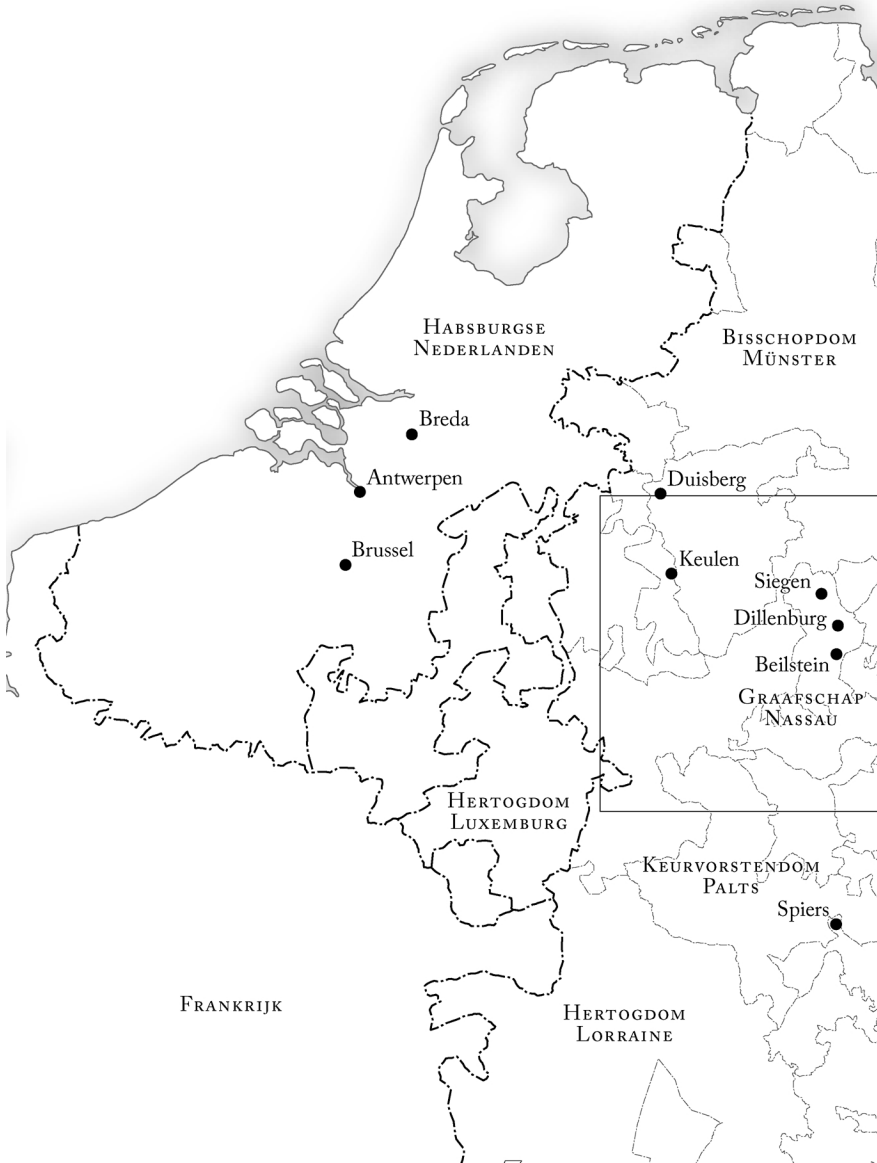 Habsburgse
Nederlanden
Bisschopdom
Münster
Breda
Antwerpen
Duisberg
Brussel
Keulen
Siegen
Dillenburg
Beilstein
Graafschap
Nassau
Hertogdom
Luxemburg
Keurvorstendom
Palts
Spiers
Frankrijk
Hertogdom
Lorraine